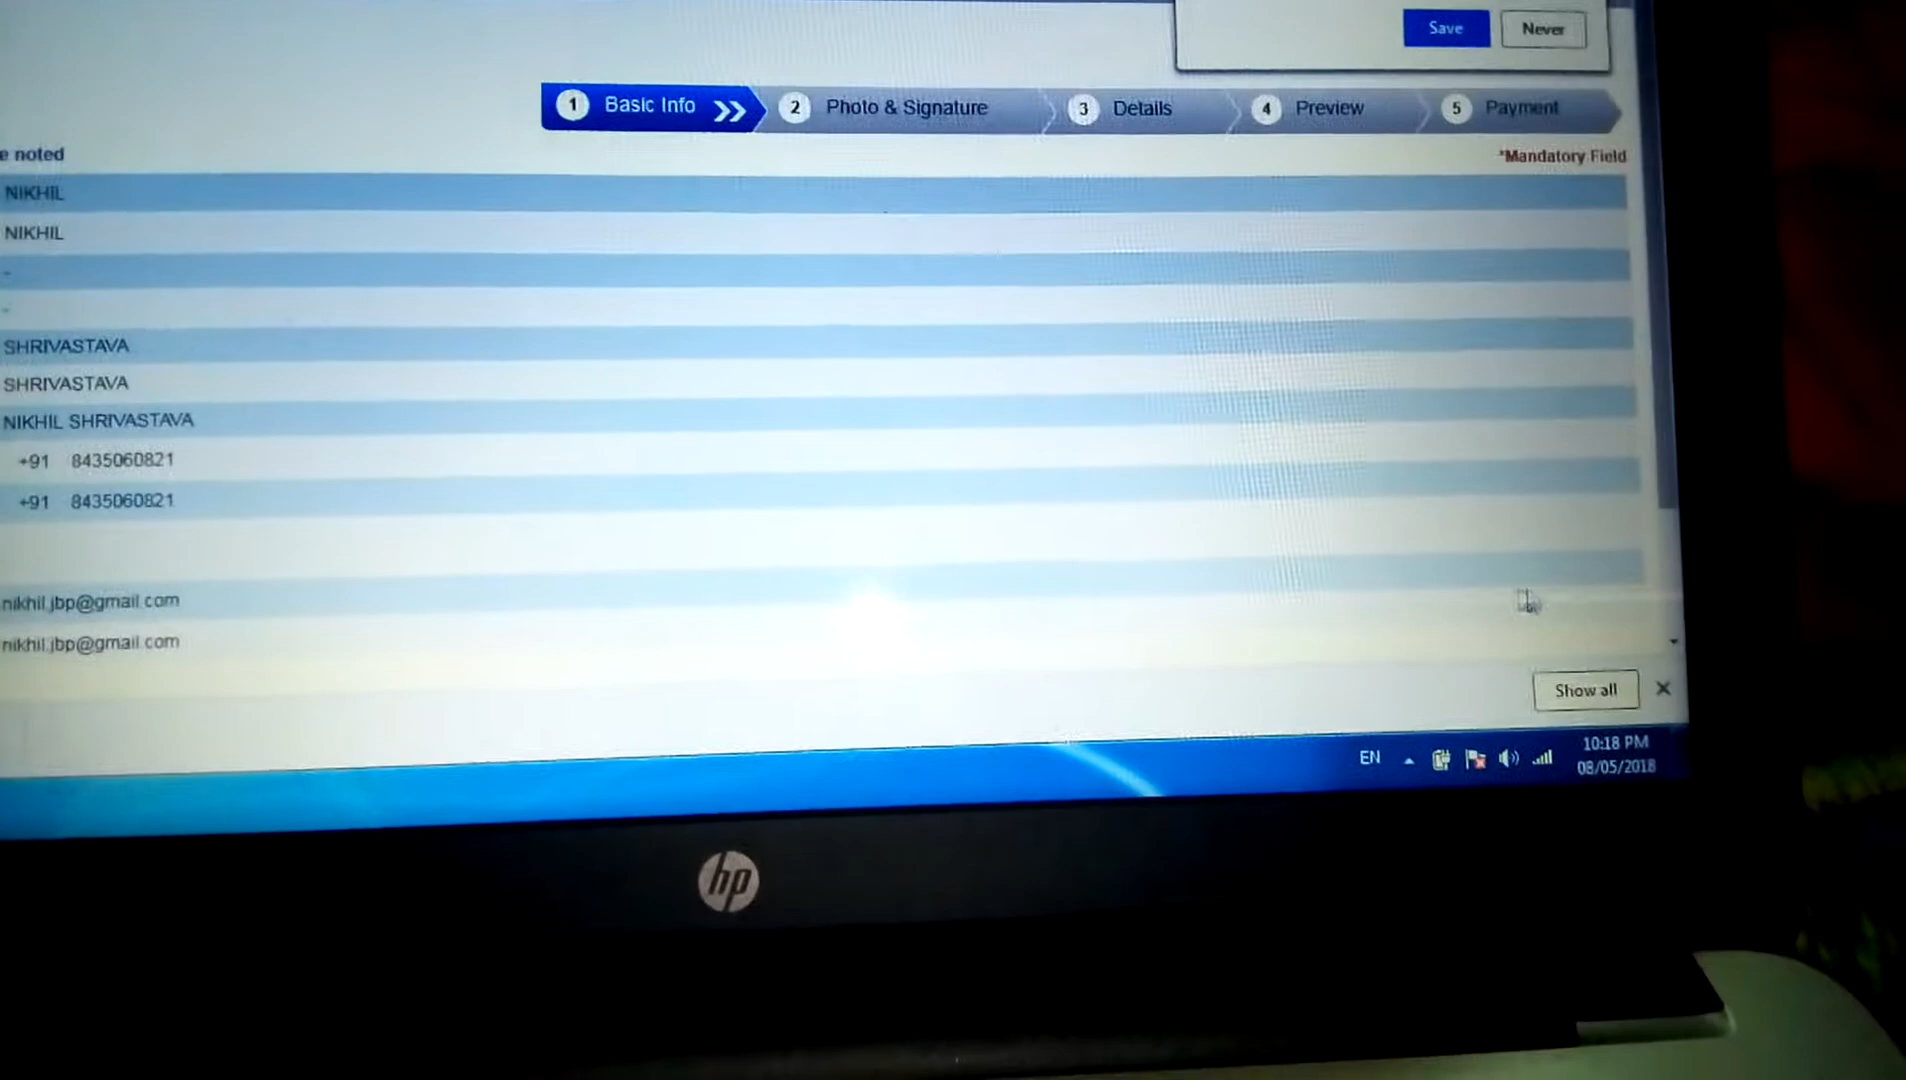 Save Never
1 Basic Info 2 Photo & Signature 3 Details 4 Preview 5 Payment
e noted *Mandatory Field
NIKHIL
NIKHIL
-
-
SHRIVASTAVA
SHRIVASTAVA
NIKHIL SHRIVASTAVA
+91 8435060821
+91 8435060821
nikhil.jbp@gmail.com
nikhil.jbp@gmail.com
Show all
EN 10:18 PM
08/05/2018
hp